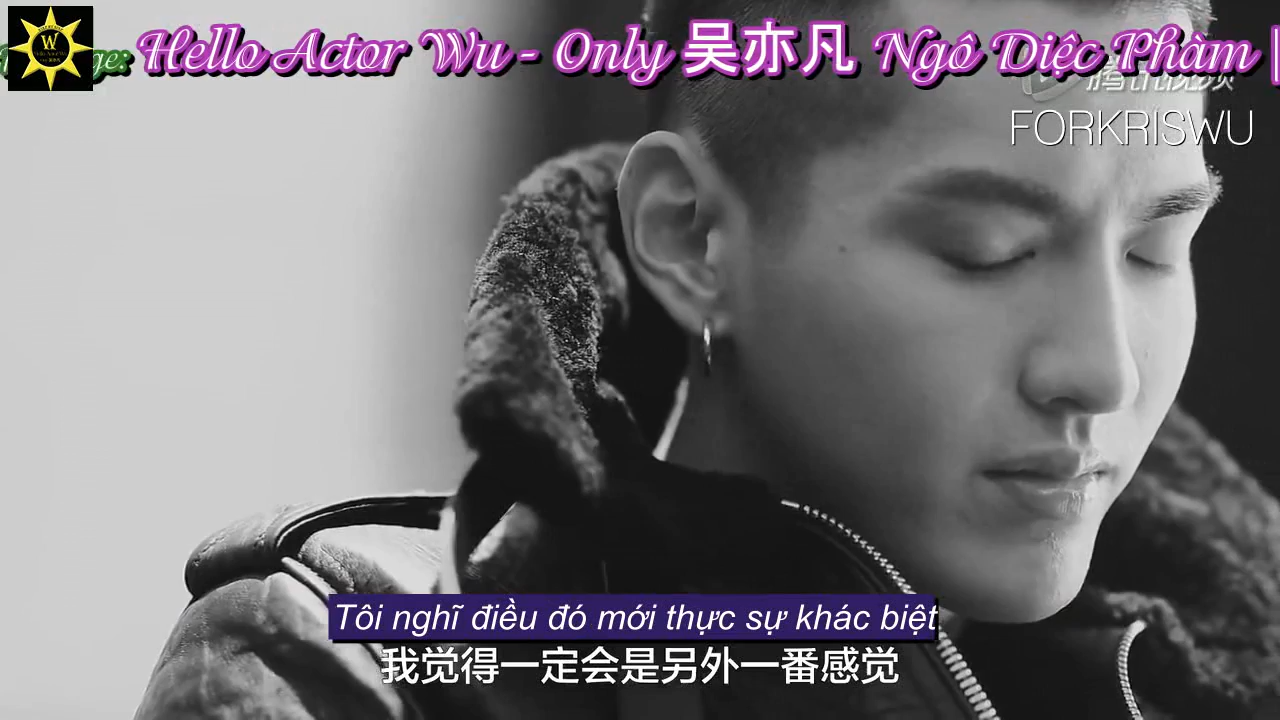 Hello Actor Wu - Only 吴亦凡 Ngô Diệc Phàm |
FORKRISWU
Tôi nghĩ điều đó mới thực sự khác biệt
我觉得一定会是另外一番感觉